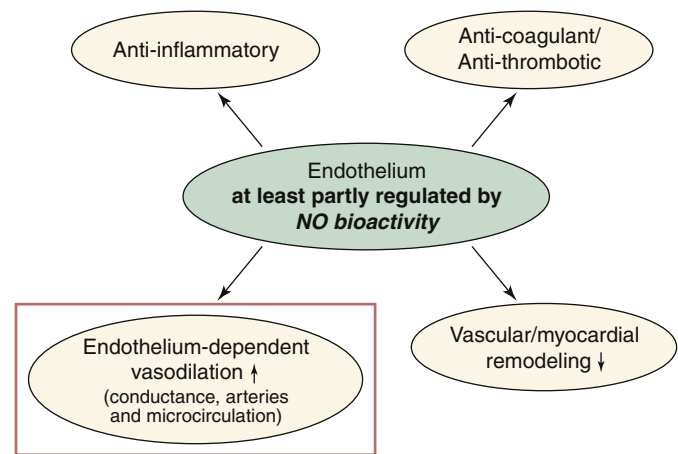 Anti-inflammatory
Anti-coagulant/
Anti-thrombotic
Endothelium
at least partly regulated by
NO bioactivity
Endothelium-dependent
vasodilation ↑
(conductance, arteries
and microcirculation)
Vascular/myocardial
remodeling ↓